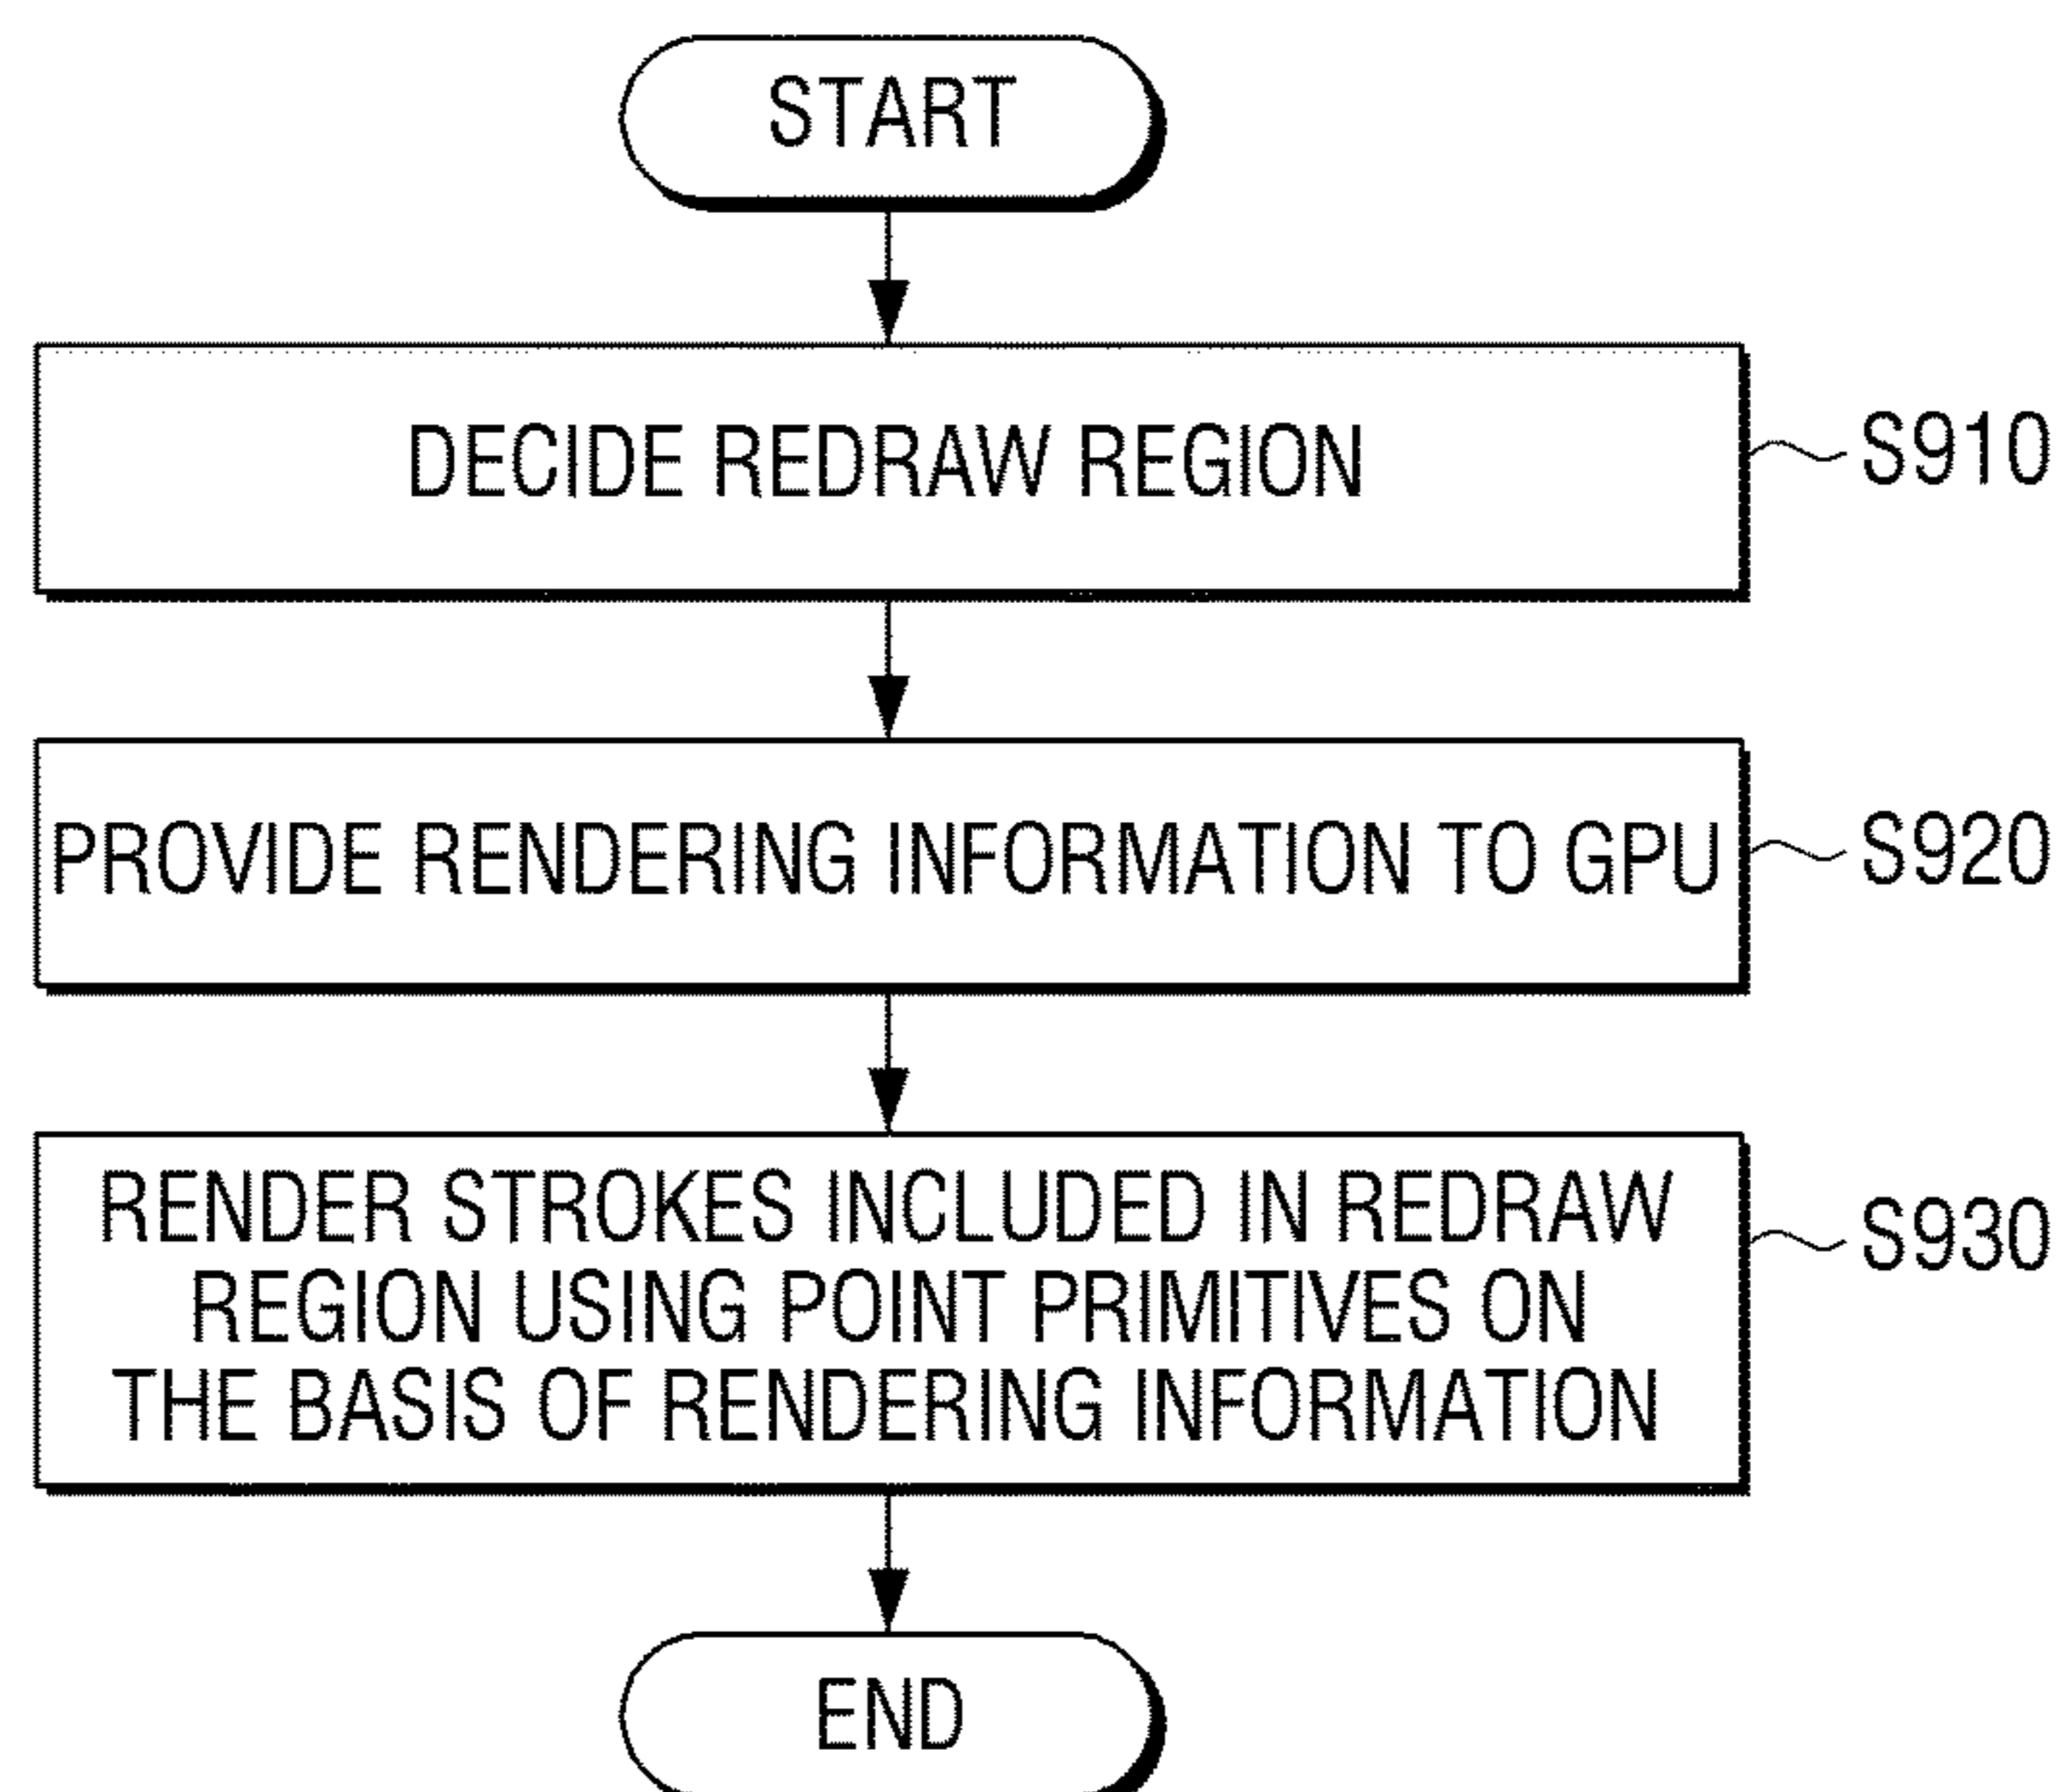 START
DECIDE REDRAW REGION
S910
PROVIDE RENDERING INFORMATION TO GPU
S920
RENDER STROKES INCLUDED IN REDRAW
REGION USING POINT PRIMITIVES ON
THE BASIS OF RENDERING INFORMATION
S930
END